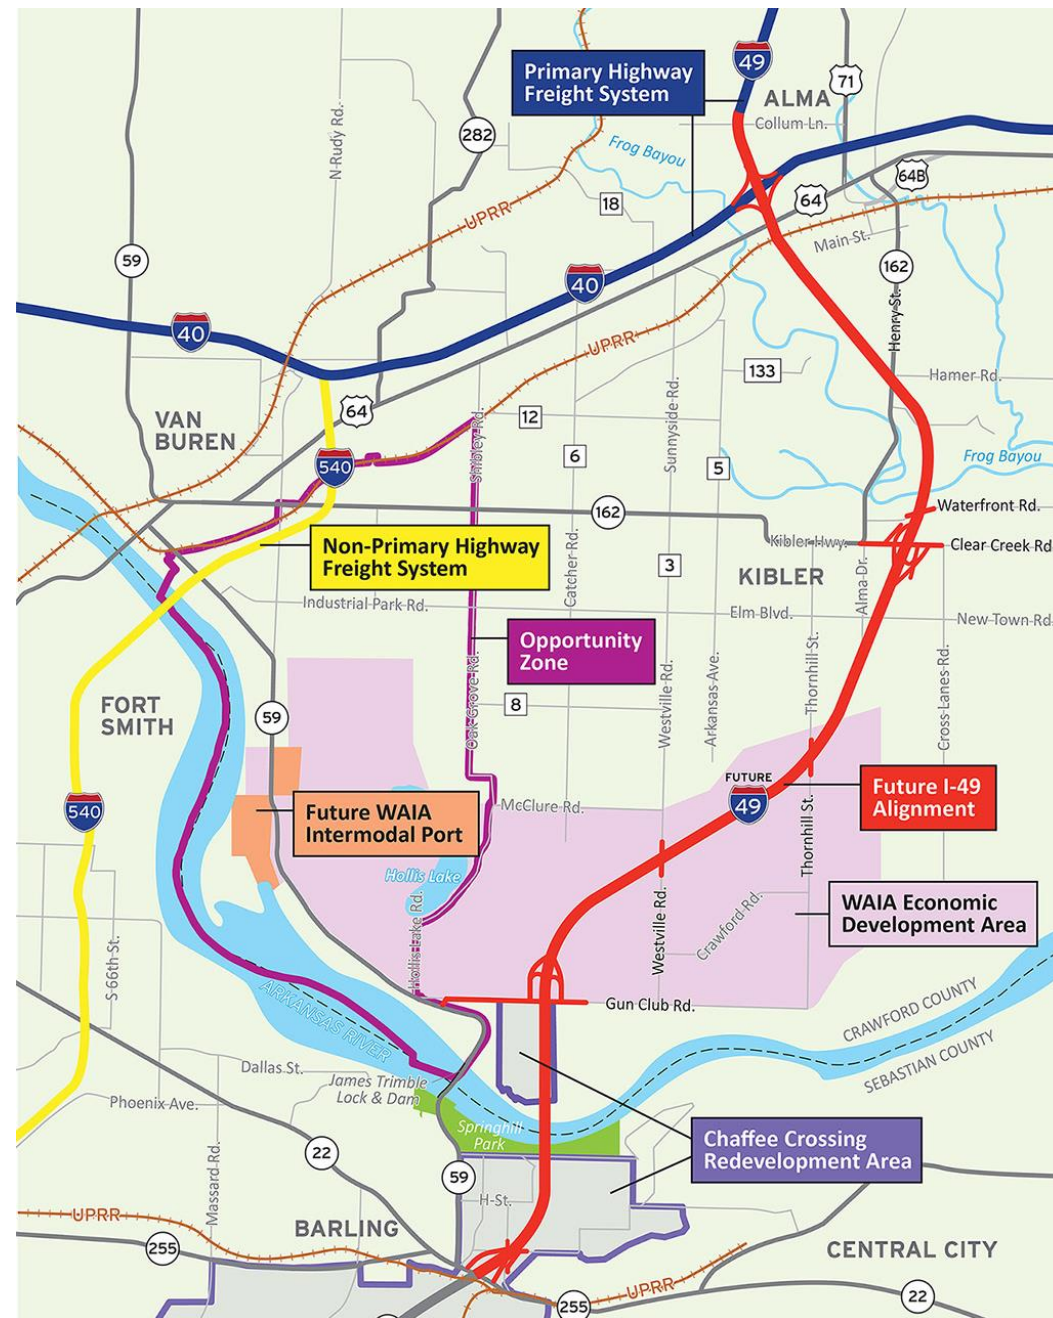 49
71
Primary Highway
Freight System
ALMA
Collum Ln.
N-Rudy Rd.
282
Frog Bayou
64B
18
UPRR
64
Main St.
59
162
40
40
Henry St.
UPRR
133
Hamer Rd.
64
VAN
BUREN
12
Shibley Rd.
Sunnyside Rd.
540
6
5
Frog Bayou
162
Waterfront Rd.
Non-Primary Highway
Freight System
Kibler Hwy.
Clear Creek Rd
Catcher Rd.
3
KIBLER
Alma Dr.
Industrial Park Rd.
Elm Blvd.
New Town Rd.
Opportunity
Zone
Thornhill St.
Oak Grove Rd.
Westville Rd.
Arkansas Ave.
Cross Lanes Rd.
FORT
SMITH
59
8
FUTURE
49
Future I-49
Alignment
540
Future WAIA
Intermodal Port
McClure Rd.
Thornhill St.
Hollis Lake
WAIA Economic
Development Area
Hollis Lake Rd.
Westville Rd.
Crawford Rd.
S 66th St.
ARKANSAS RIVER
Gun Club Rd.
CRAWFORD COUNTY
SEBASTIAN COUNTY
Dallas St.
James Trimble
Lock & Dam
Phoenix Ave.
Springhill
Park
Chaffee Crossing
Redevelopment Area
22
59
Massard Rd.
H-St.
UPRR
BARLING
255
CENTRAL CITY
UPRR
255
22